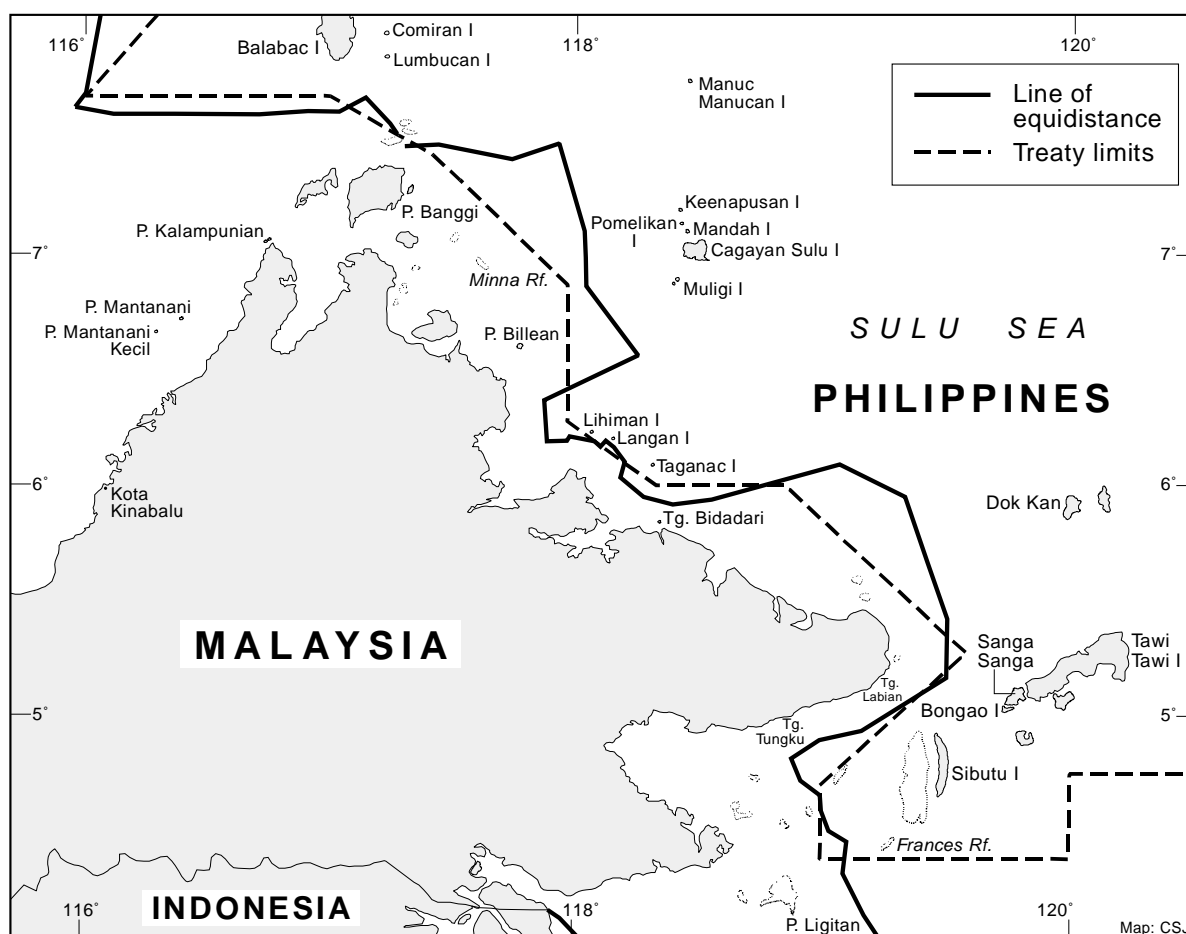 116°
118°
120°
Balabac I
Comiran I
Lumbucan I
Manuc
Manucan I
Line of
equidistance
Treaty limits
P. Banggi
Keenapusan I
Pomelikan
I
Mandah I
Cagayan Sulu I
Muligi I
P. Kalampunian
7°
7°
Minna Rf.
P. Mantanani
P. Mantanani
Kecil
P. Billean
SULU SEA
PHILIPPINES
Lihiman I
Langan I
Taganac I
6°
6°
Kota
Kinabalu
Tg. Bidadari
Dok Kan
MALAYSIA
Sanga
Sanga
Tawi
Tawi I
Tg.
Labian
Bongao I
5°
5°
Tg.
Tungku
Sibutu I
Frances Rf.
INDONESIA
116°
118°
120°
P. Ligitan
Map: CSJ